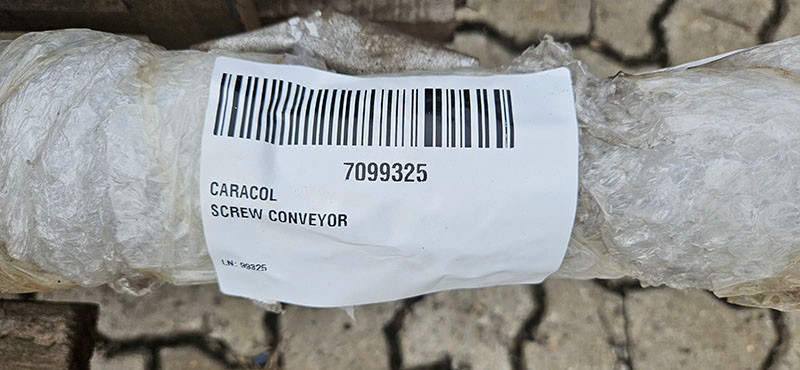 7099325
CARACOL
SCREW CONVEYOR
LN: 99325